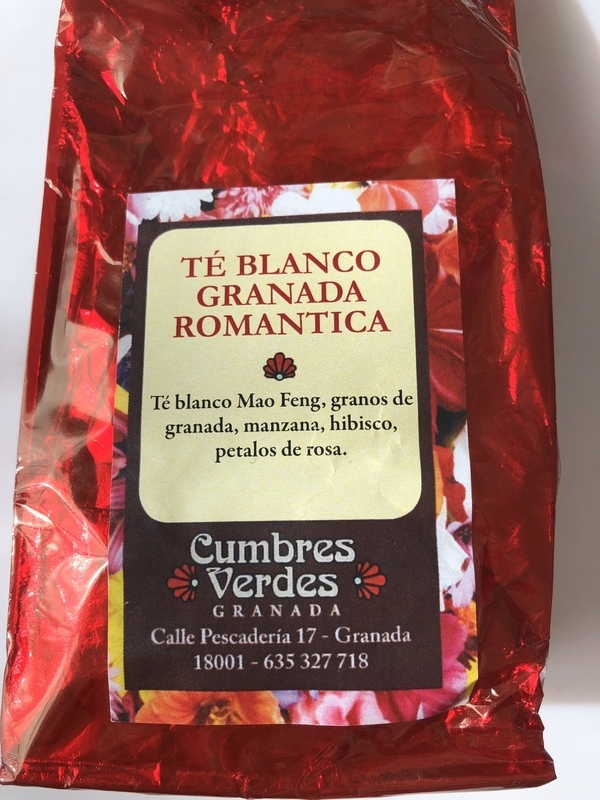 TÉ BLANCO
GRANADA
ROMANTICA
Té blanco Mao Feng, granos de
granada, manzana, hibisco,
petalos de rosa.
Cumbres
Verdes
GRANADA
Calle Pescadería 17 - Granada
18001 - 635 327 718